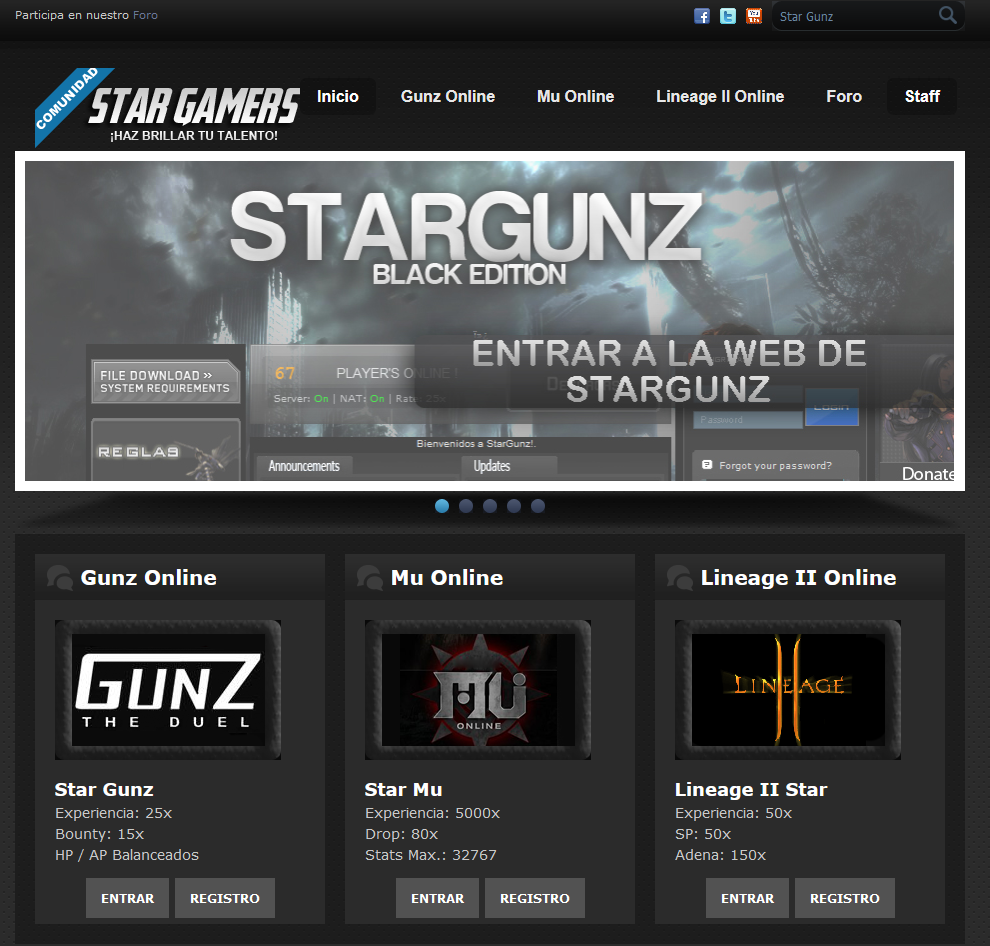 Participa en nuestro Foro
Star Gunz
COMUNIDAD
STAR GAMERS
¡HAZ BRILLAR TU TALENTO!
Inicio
Gunz Online
Mu Online
Lineage II Online
Foro
Staff
STARGUNZ
BLACK EDITION
ENTRAR A LA WEB DE
STARGUNZ
FILE DOWNLOAD »
SYSTEM REQUIREMENTS
REGLAS
67 PLAYER'S ONLINE !
Server: On | NAT: On | Rate: 25x
Bienvenidos a StarGunz!.
Announcements
Updates
Password
LOGIN
Forgot your password?
Donate
Gunz Online
GUNZ
THE DUEL
Star Gunz
Experiencia: 25x
Bounty: 15x
HP / AP Balanceados
ENTRAR
REGISTRO
Mu Online
MU
ONLINE
Star Mu
Experiencia: 5000x
Drop: 80x
Stats Max.: 32767
ENTRAR
REGISTRO
Lineage II Online
LINEAGE II
Lineage II Star
Experiencia: 50x
SP: 50x
Adena: 150x
ENTRAR
REGISTRO